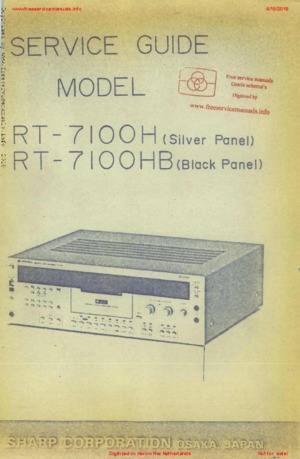 www.freeservicemanuals.info
SERVICE GUIDE
MODEL
Free service manuals
Gratis schema's
Digitized by
www.freeservicemanuals.info
RT-7100H (Silver Panel)
RT-7100HB (Black Panel)
SHARP CORPORATION OSAKA, JAPAN
Digitized in Heiloo the Netherlands
Not for sale!